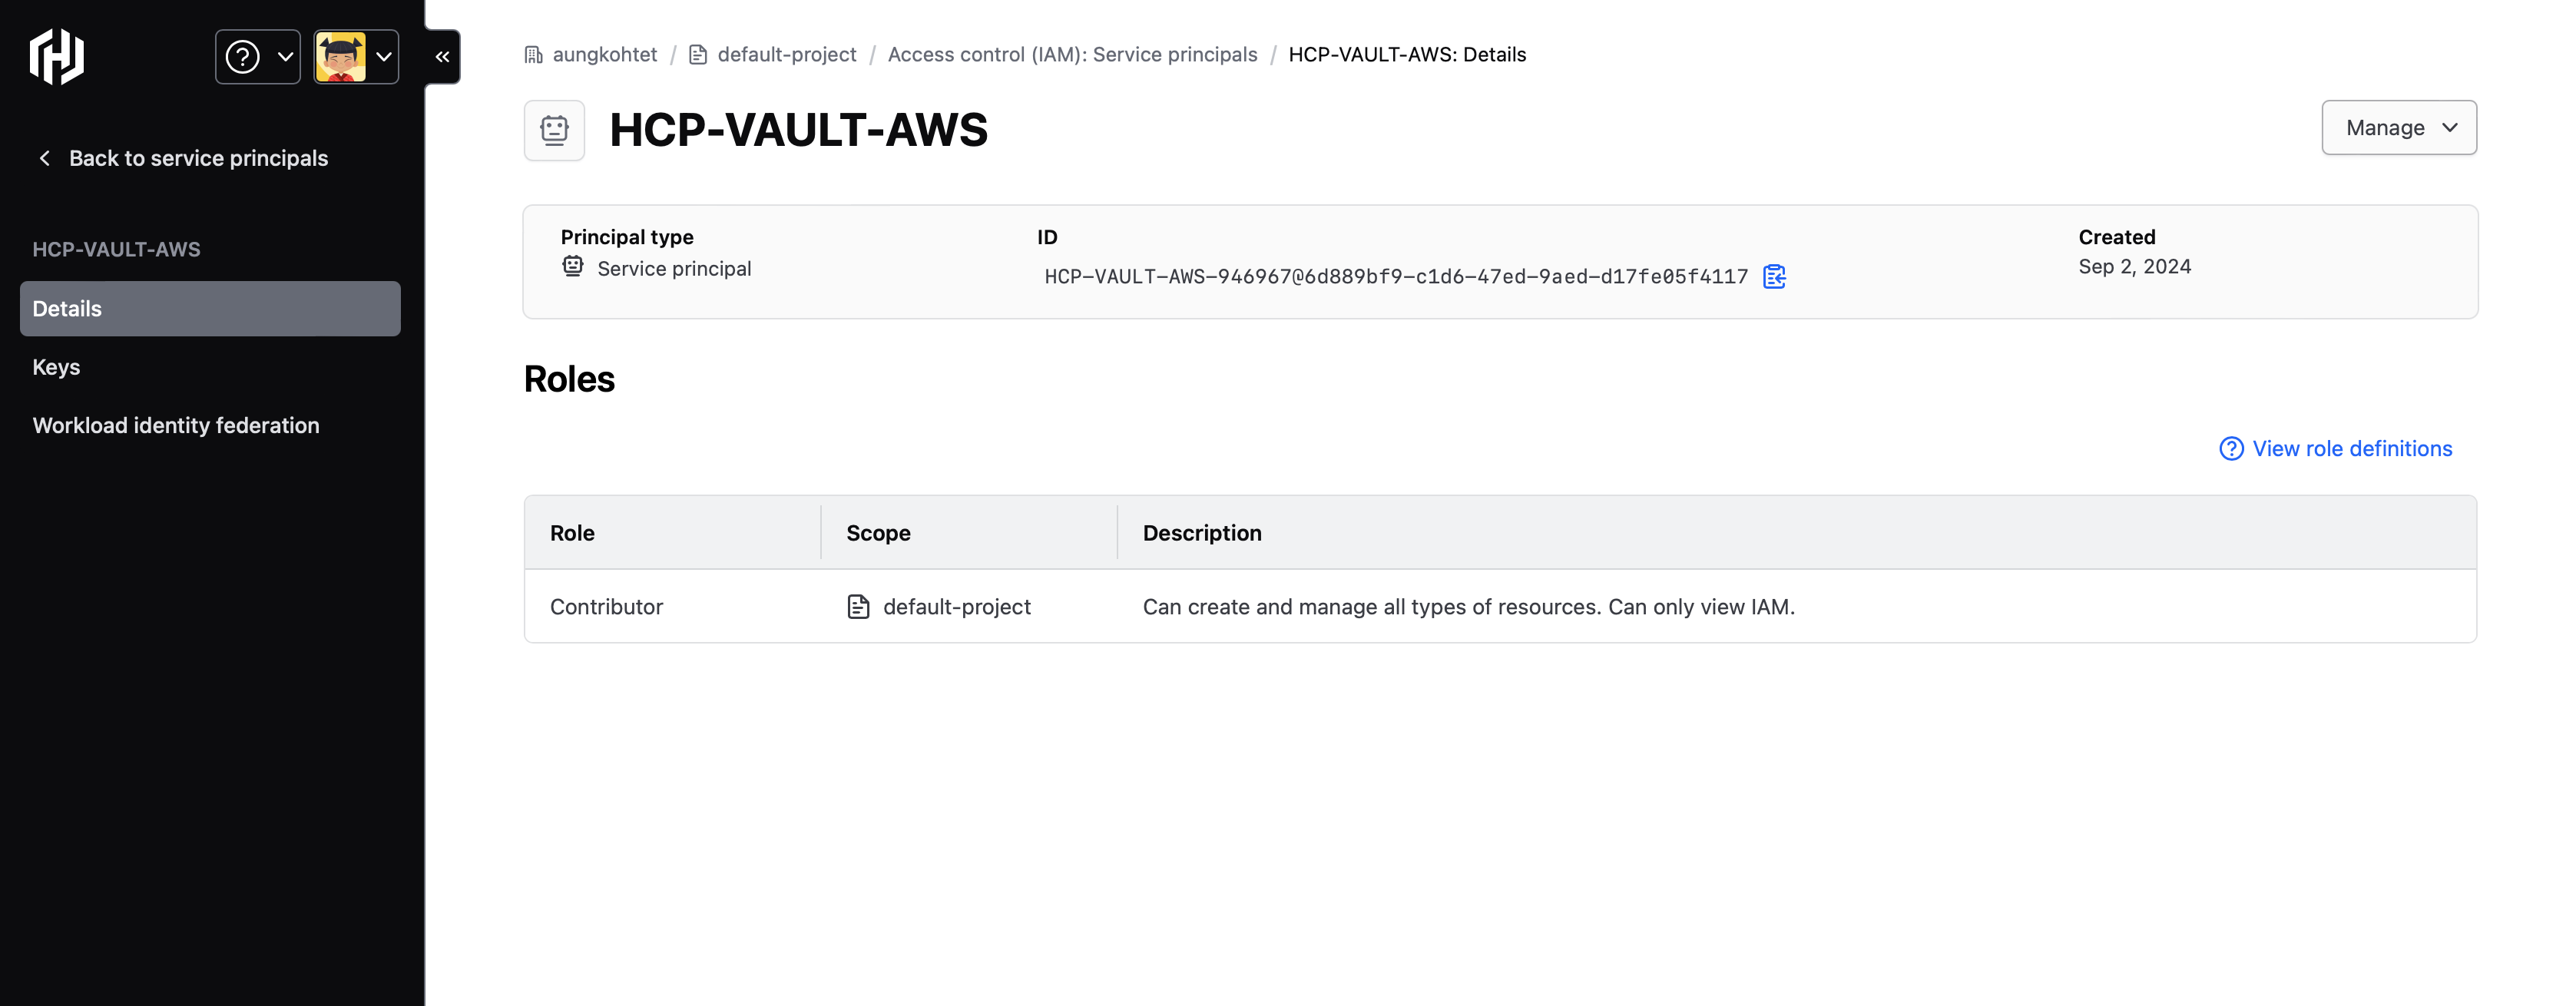 Back to service principals
HCP-VAULT-AWS
Details
Keys
Workload identity federation
aungkohtet / default-project / Access control (IAM): Service principals / HCP-VAULT-AWS: Details
HCP-VAULT-AWS
Manage
Principal type
Service principal
ID
HCP-VAULT-AWS-946967@6d889bf9-c1d6-47ed-9aed-d17fe05f4117
Created
Sep 2, 2024
Roles
View role definitions
Role Scope Description
Contributor default-project Can create and manage all types of resources. Can only view IAM.